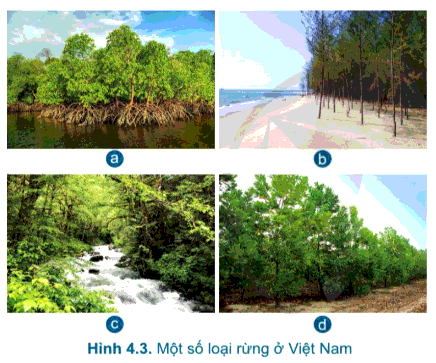 a
b
c
d
Hình 4.3. Một số loại rừng ở Việt Nam